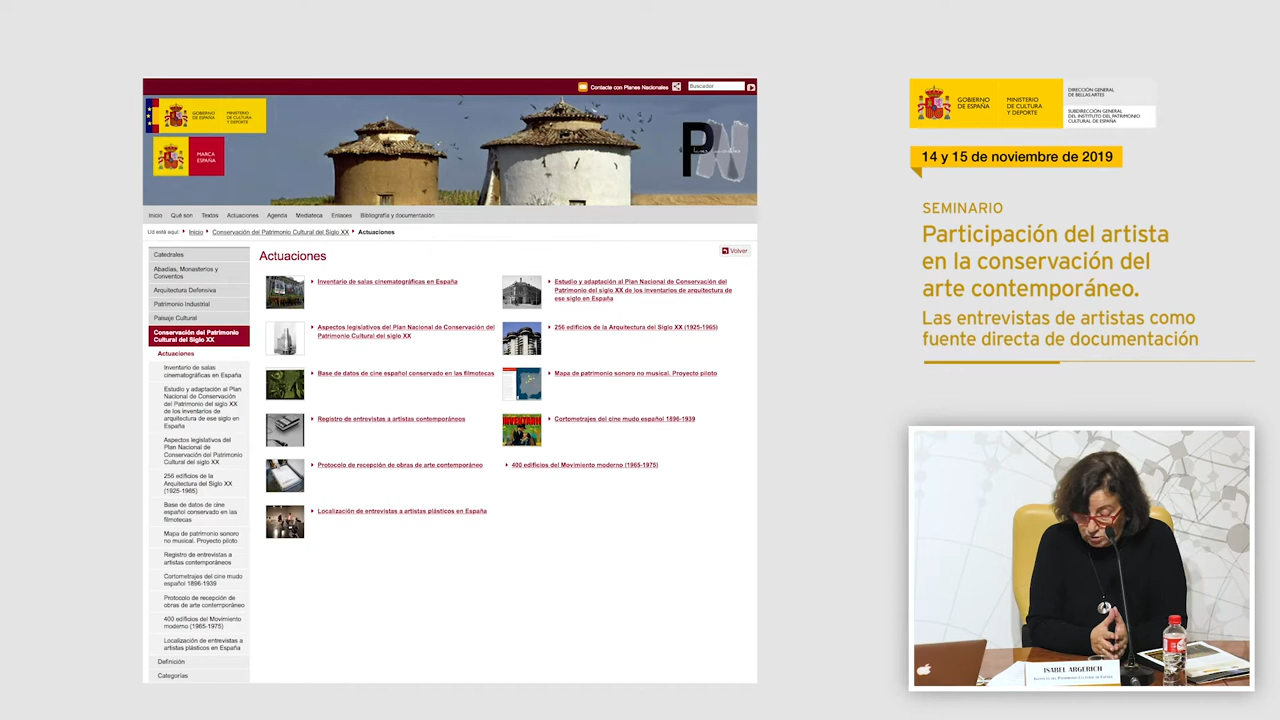 Contacte con Planes Nacionales
Buscador
GOBIERNO
DE ESPAÑA
MINISTERIO
DE CULTURA
Y DEPORTE
MARCA
ESPAÑA
PN
Inicio Qué son Textos Actuaciones Agenda Mediateca Enlaces Bibliografía y documentación
Ud está aquí: Inicio Conservación del Patrimonio Cultural del Siglo XX Actuaciones
Catedrales
Abadías, Monasterios y
Conventos
Arquitectura Defensiva
Patrimonio Industrial
Paisaje Cultural
Conservación del Patrimonio
Cultural del Siglo XX
Actuaciones
Inventario de salas
cinematográficas en España
Estudio y adaptación al Plan
Nacional de Conservación
del Patrimonio del siglo XX
de los inventarios de
arquitectura de ese siglo en
España
Aspectos legislativos del
Plan Nacional de
Conservación del Patrimonio
Cultural del siglo XX
256 edificios de la
Arquitectura del Siglo XX
(1925-1965)
Base de datos de cine
español conservado en las
filmotecas
Mapa de patrimonio sonoro
no musical. Proyecto piloto
Registro de entrevistas a
artistas contemporáneos
Cortometrajes del cine mudo
español 1896-1939
Protocolo de recepción de
obras de arte contemporáneo
400 edificios del Movimiento
moderno (1965-1975)
Localización de entrevistas a
artistas plásticos en España
Definición
Categorías
Actuaciones
Volver
Inventario de salas cinematográficas en España
Estudio y adaptación al Plan Nacional de Conservación del
Patrimonio del siglo XX de los inventarios de arquitectura de
ese siglo en España
Aspectos legislativos del Plan Nacional de Conservación del
Patrimonio Cultural del siglo XX
256 edificios de la Arquitectura del Siglo XX (1925-1965)
Base de datos de cine español conservado en las filmotecas
Mapa de patrimonio sonoro no musical. Proyecto piloto
Registro de entrevistas a artistas contemporáneos
Cortometrajes del cine mudo español 1896-1939
Protocolo de recepción de obras de arte contemporáneo
400 edificios del Movimiento moderno (1965-1975)
Localización de entrevistas a artistas plásticos en España
GOBIERNO
DE ESPAÑA
MINISTERIO
DE CULTURA
Y DEPORTE
DIRECCIÓN GENERAL
DE BELLAS ARTES
SUBDIRECCIÓN GENERAL
DEL INSTITUTO DEL PATRIMONIO
CULTURAL DE ESPAÑA
14 y 15 de noviembre de 2019
SEMINARIO
Participación del artista
en la conservación del
arte contemporáneo.
Las entrevistas de artistas como
fuente directa de documentación
ISABEL ARGERICH
INSTITUTO DEL PATRIMONIO CULTURAL DE ESPAÑA